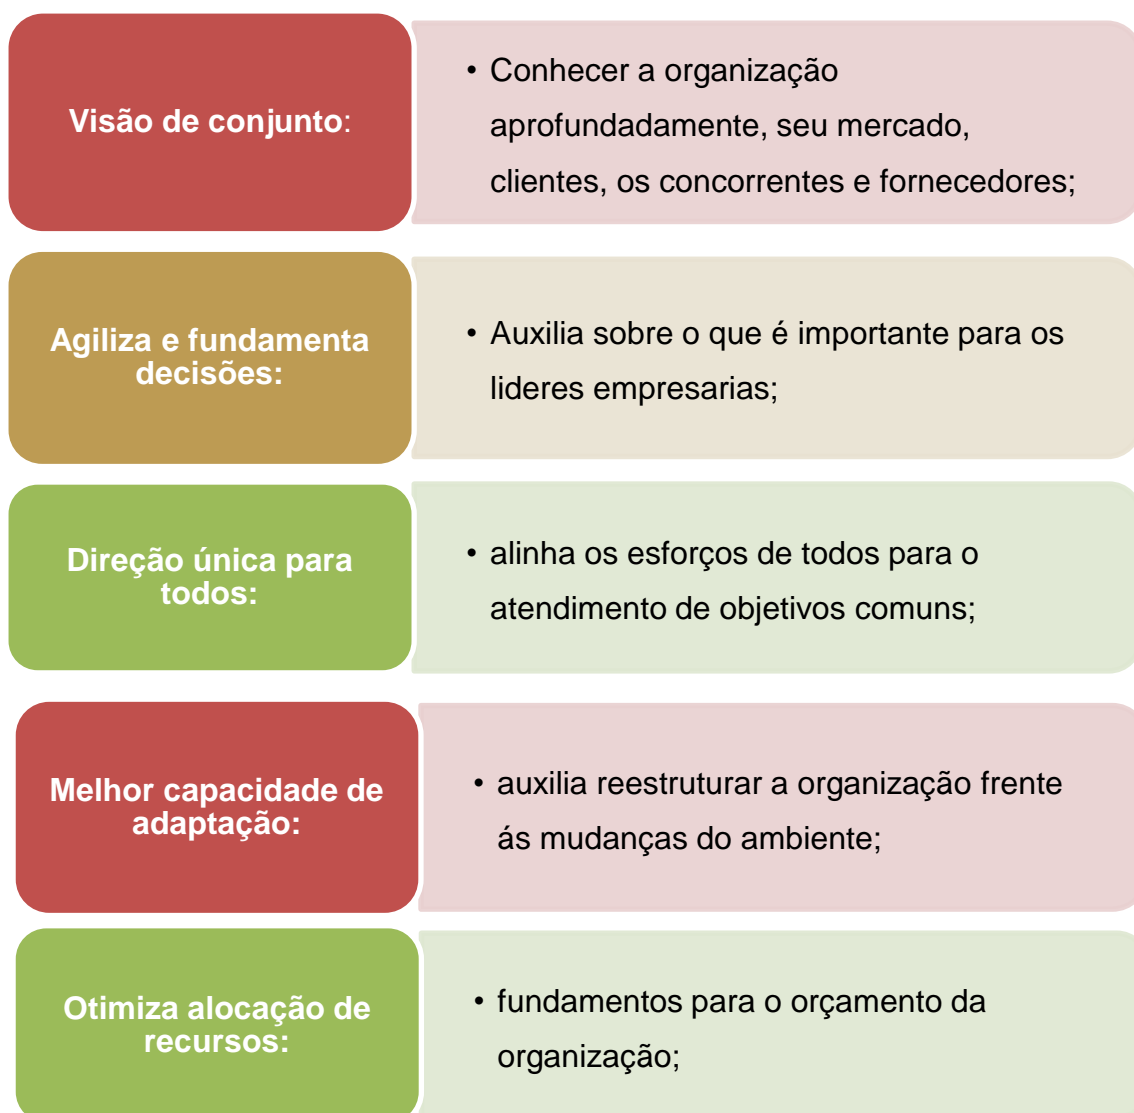 Visão de conjunto:
• Conhecer a organização
aprofundadamente, seu mercado,
clientes, os concorrentes e fornecedores;
Agiliza e fundamenta
decisões:
• Auxilia sobre o que é importante para os
lideres empresarias;
Direção única para
todos:
• alinha os esforços de todos para o
atendimento de objetivos comuns;
Melhor capacidade de
adaptação:
• auxilia reestruturar a organização frente
ás mudanças do ambiente;
Otimiza alocação de
recursos:
• fundamentos para o orçamento da
organização;